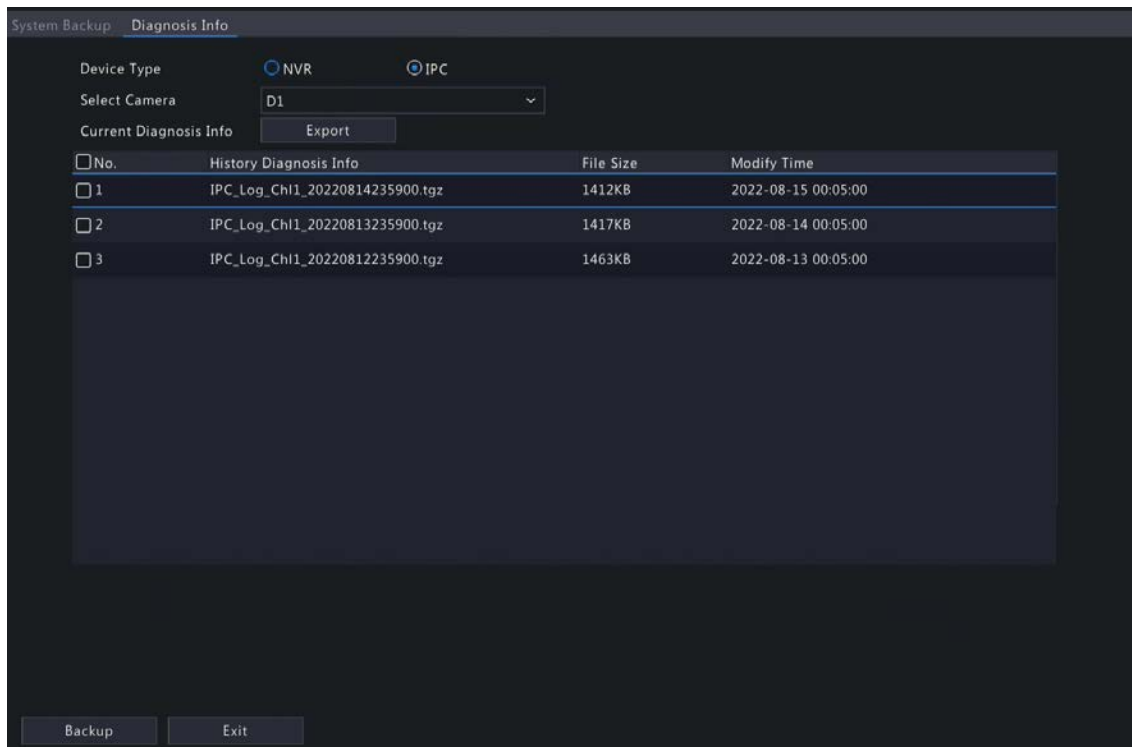 System Backup Diagnosis Info
Device Type NVR IPC
Select Camera D1
Current Diagnosis Info Export
No. History Diagnosis Info File Size Modify Time
1 IPC_Log_Chl1_20220814235900.tgz 1412KB 2022-08-15 00:05:00
2 IPC_Log_Chl1_20220813235900.tgz 1417KB 2022-08-14 00:05:00
3 IPC_Log_Chl1_20220812235900.tgz 1463KB 2022-08-13 00:05:00
Backup Exit